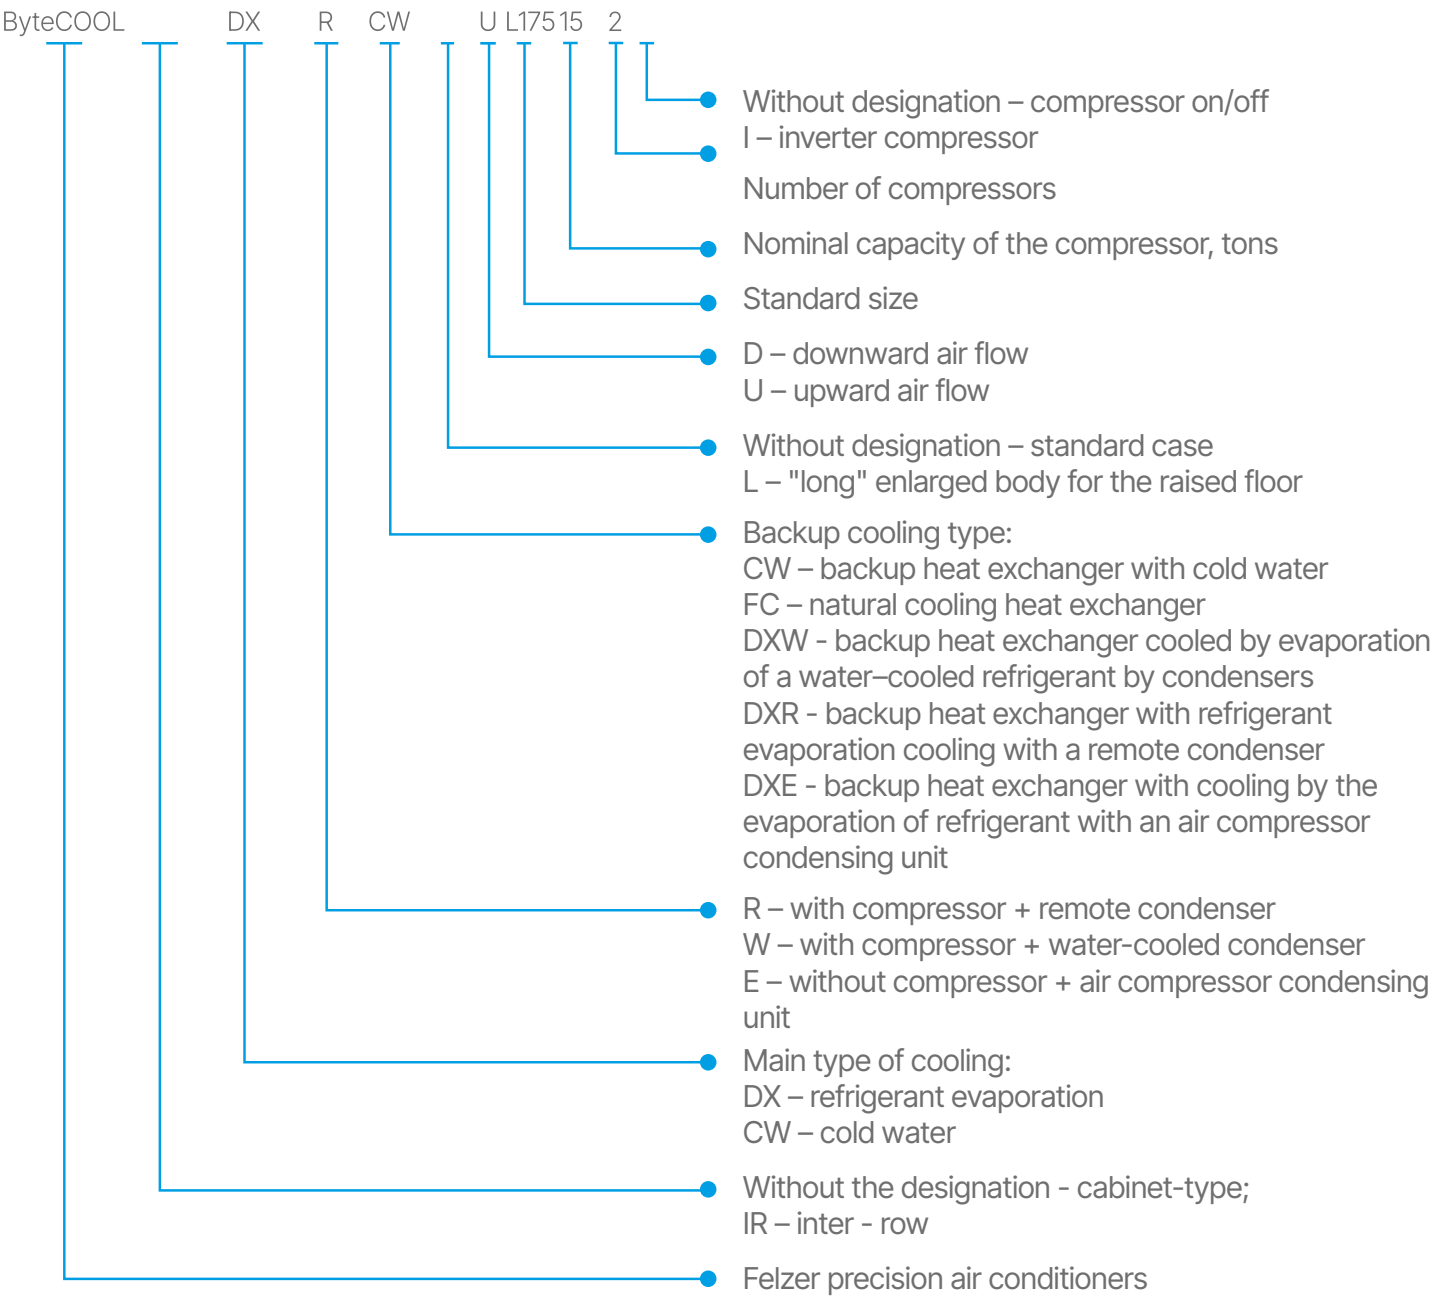 ByteCOOL DX R CW U L175 15 2
Without designation – compressor on/off
I – inverter compressor
Number of compressors
Nominal capacity of the compressor, tons
Standard size
D – downward air flow
U – upward air flow
Without designation – standard case
L – "long" enlarged body for the raised floor
Backup cooling type:
CW – backup heat exchanger with cold water
FC – natural cooling heat exchanger
DXW - backup heat exchanger cooled by evaporation
of a water–cooled refrigerant by condensers
DXR - backup heat exchanger with refrigerant
evaporation cooling with a remote condenser
DXE - backup heat exchanger with cooling by the
evaporation of refrigerant with an air compressor
condensing unit
R – with compressor + remote condenser
W – with compressor + water-cooled condenser
E – without compressor + air compressor condensing
unit
Main type of cooling:
DX – refrigerant evaporation
CW – cold water
Without the designation - cabinet-type;
IR – inter - row
Felzer precision air conditioners